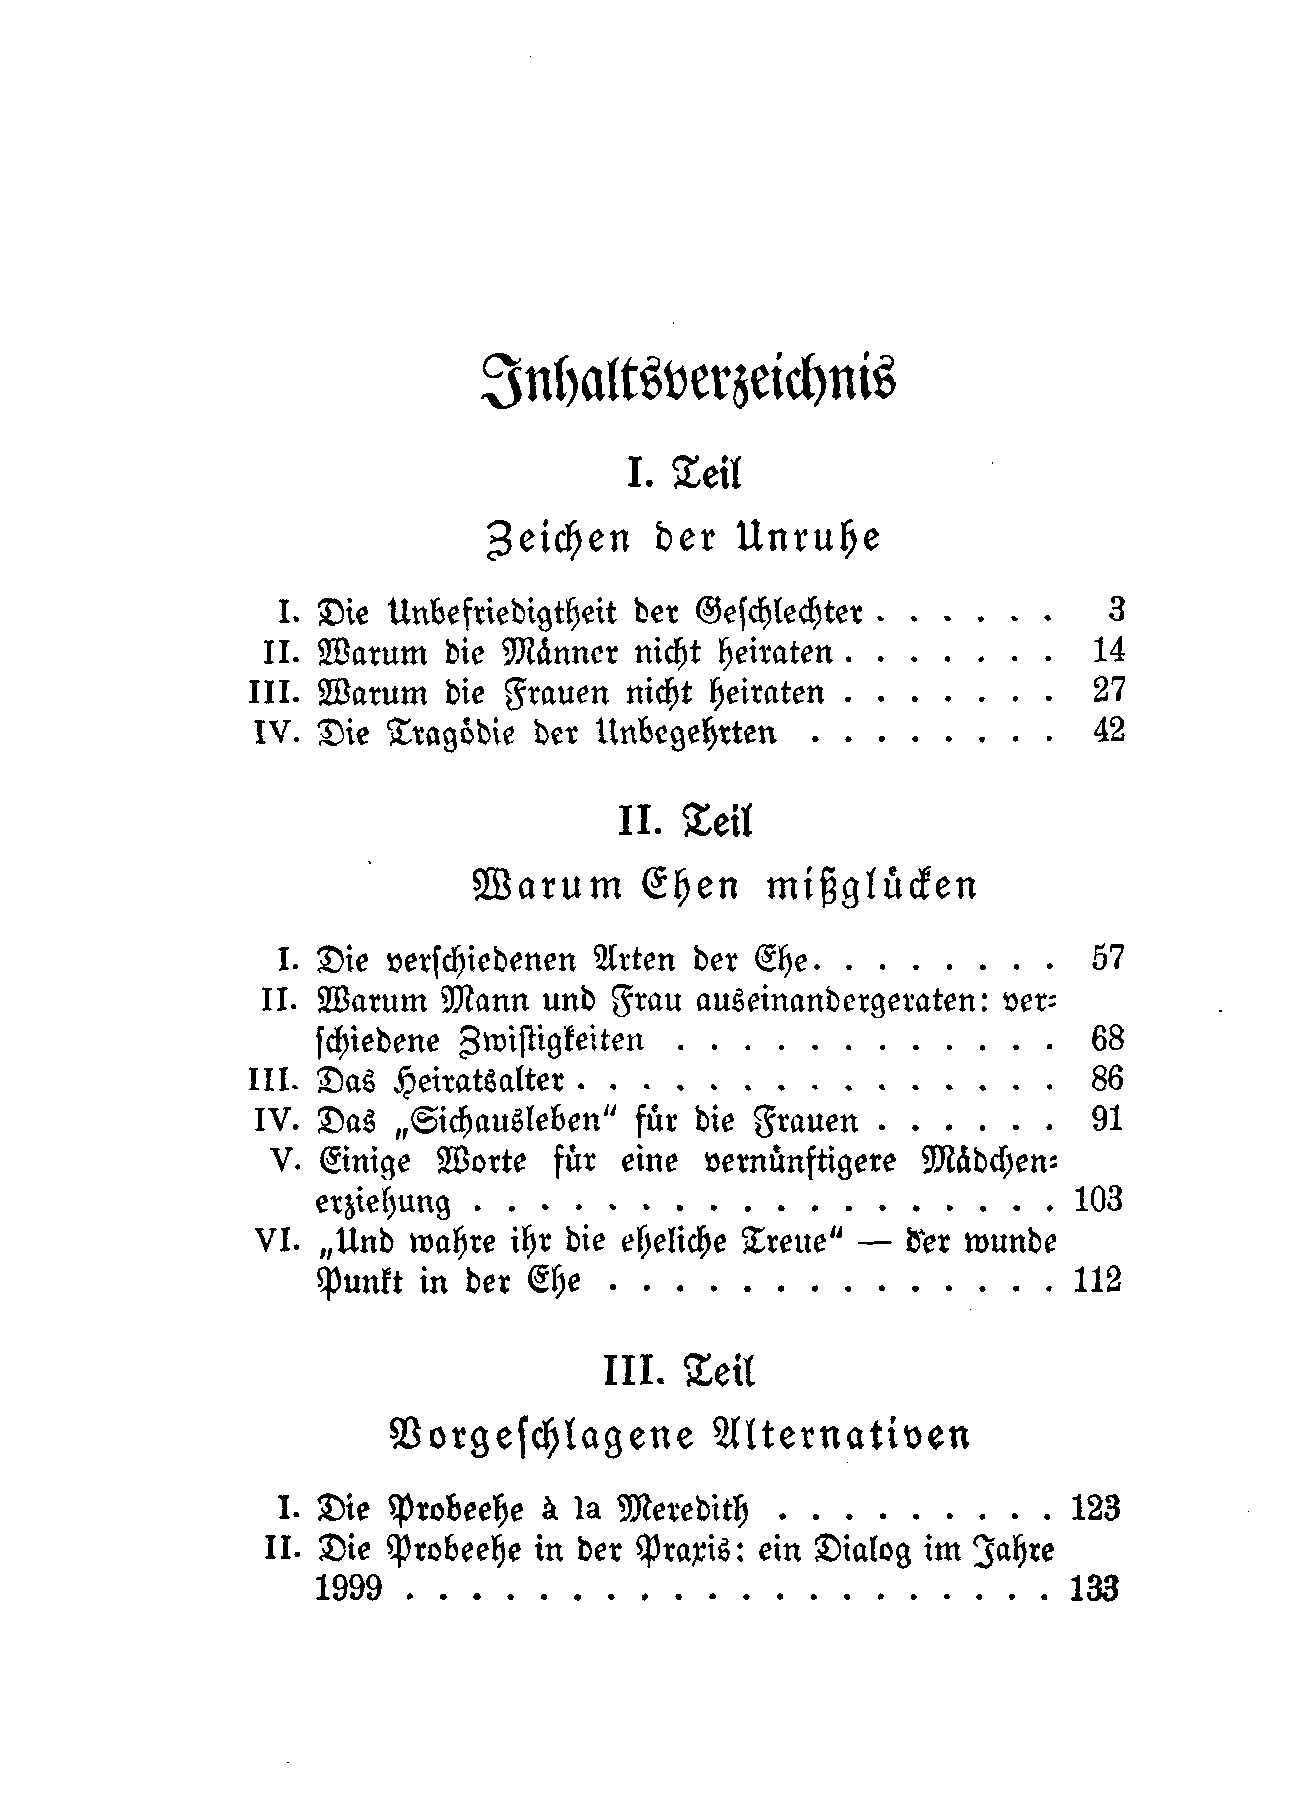 Inhaltsverzeichnis
I. Teil
Zeichen der Unruhe
I. Die Unbefriedigtheit der Geſchlechter . . . . . . 3
II. Warum die Männer nicht heiraten . . . . . . . 14
III. Warum die Frauen nicht heiraten . . . . . . . 27
IV. Die Tragödie der Unbegehrten . . . . . . . . 42
II. Teil
Warum Ehen mißglücken
I. Die verſchiedenen Arten der Ehe . . . . . . . . 57
II. Warum Mann und Frau auseinandergeraten: ver-
ſchiedene Zwiſtigkeiten . . . . . . . . . . . . 68
III. Das Heiratsalter . . . . . . . . . . . . . . . 86
IV. Das „Sichausleben“ für die Frauen . . . . . . 91
V. Einige Worte für eine vernünftigere Mädchen-
erziehung . . . . . . . . . . . . . . . . . . 103
VI. „Und wahre ihr die eheliche Treue“ — der wunde
Punkt in der Ehe . . . . . . . . . . . . . . 112
III. Teil
Vorgeſchlagene Alternativen
I. Die Probeehe à la Meredith . . . . . . . . . 123
II. Die Probeehe in der Praxis: ein Dialog im Jahre
1999 . . . . . . . . . . . . . . . . . . . . 133